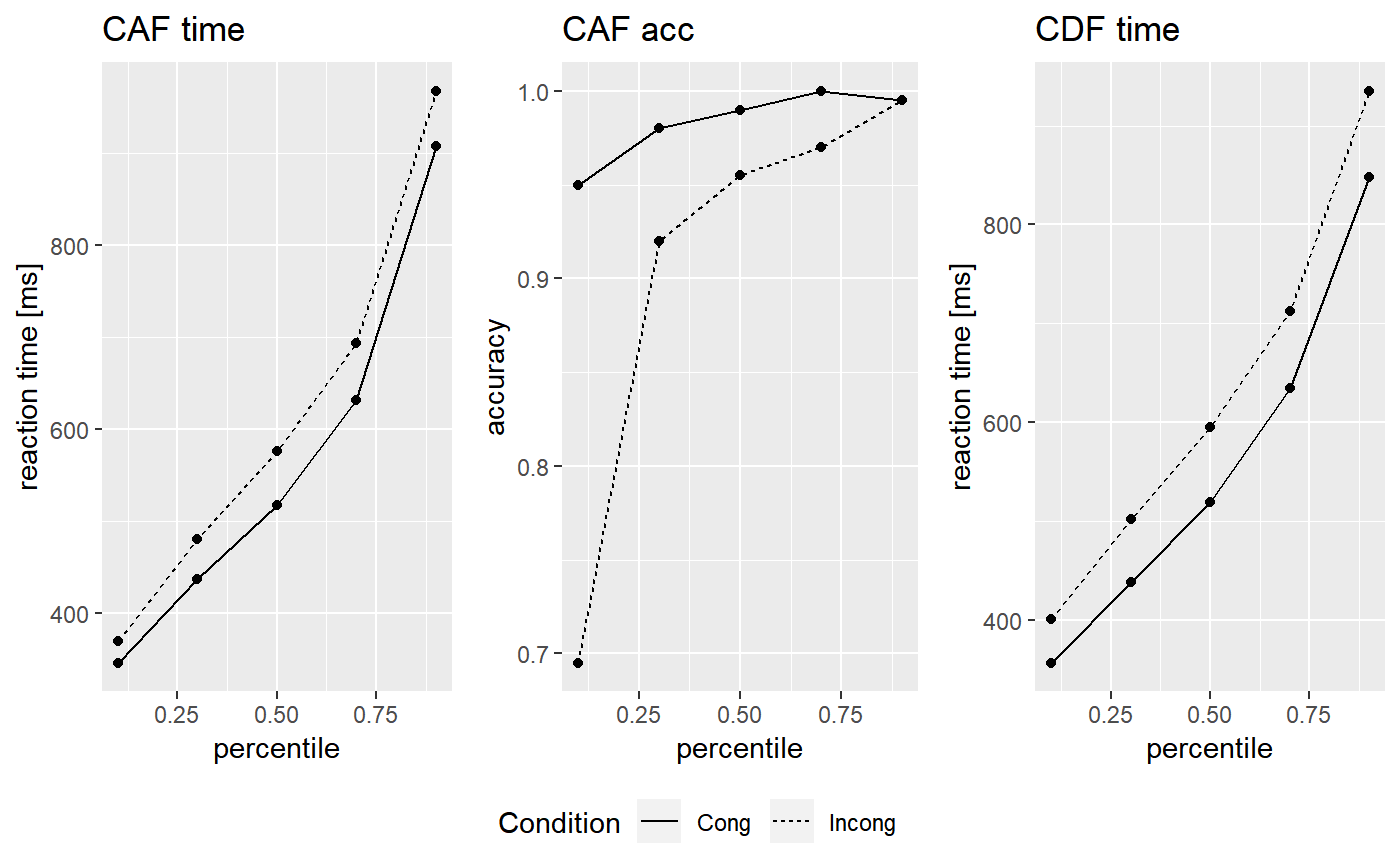 CAF time
CAF acc
CDF time
reaction time [ms]
800
600
400
0.25 0.50 0.75
percentile
accuracy
1.0
0.9
0.8
0.7
0.25 0.50 0.75
percentile
reaction time [ms]
800
600
400
0.25 0.50 0.75
percentile
Condition Cong Incong